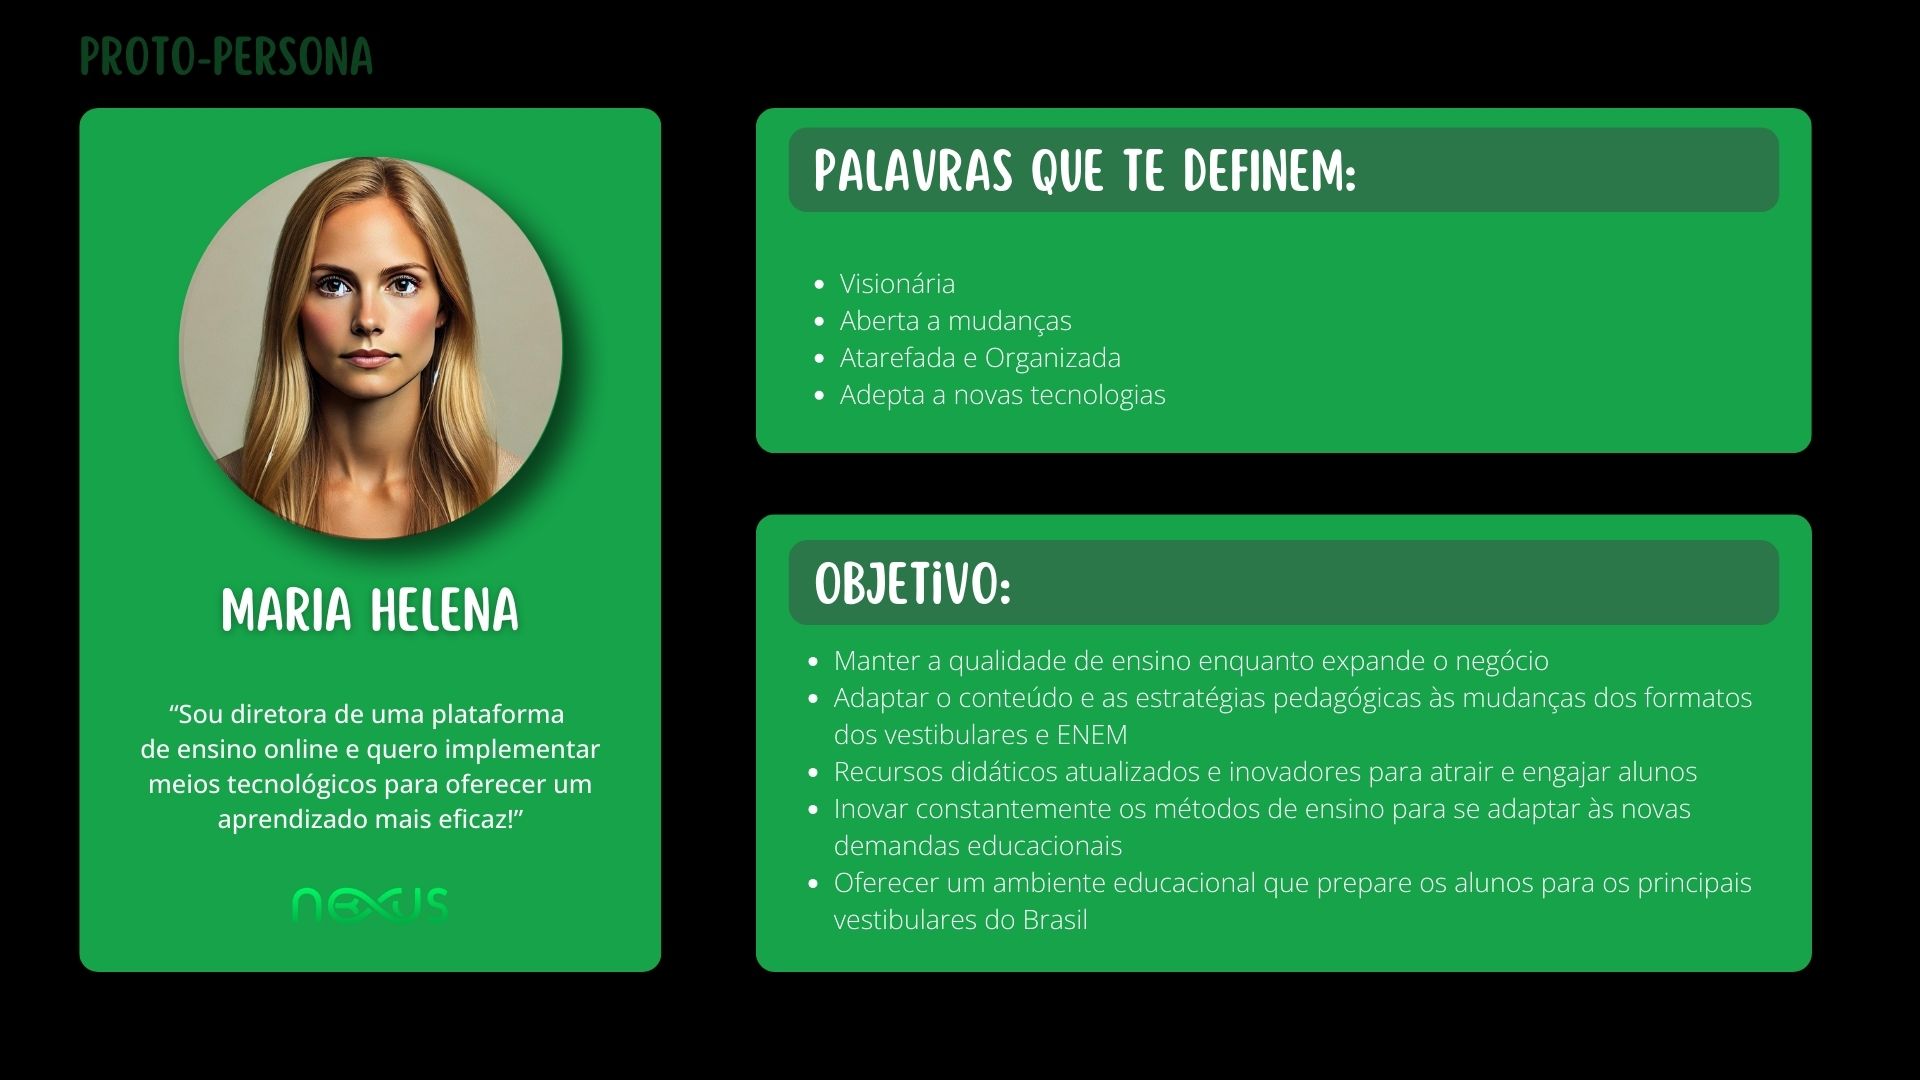 PROTO-PERSONA
MARIA HELENA
“Sou diretora de uma plataforma
de ensino online e quero implementar
meios tecnológicos para oferecer um
aprendizado mais eficaz!”
nexus
PALAVRAS QUE TE DEFINEM:
• Visionária
• Aberta a mudanças
• Atarefada e Organizada
• Adepta a novas tecnologias
OBJETIVO:
• Manter a qualidade de ensino enquanto expande o negócio
• Adaptar o conteúdo e as estratégias pedagógicas às mudanças dos formatos
dos vestibulares e ENEM
• Recursos didáticos atualizados e inovadores para atrair e engajar alunos
• Inovar constantemente os métodos de ensino para se adaptar às novas
demandas educacionais
• Oferecer um ambiente educacional que prepare os alunos para os principais
vestibulares do Brasil